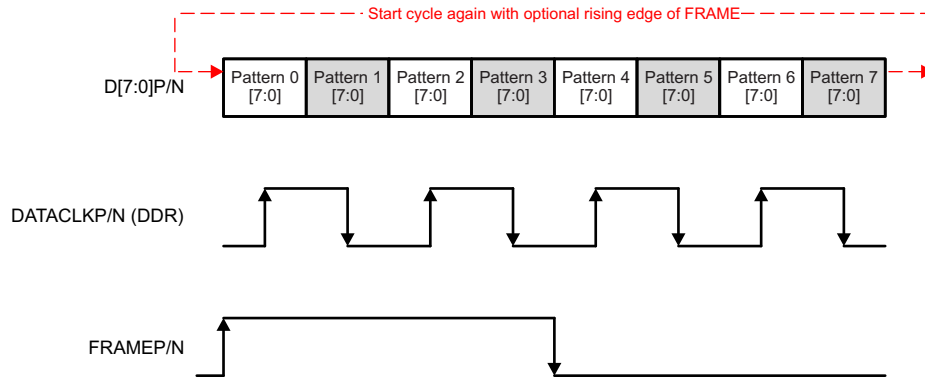 Start cycle again with optional rising edge of FRAME
D[7:0]P/N
Pattern 0 Pattern 1 Pattern 2 Pattern 3 Pattern 4 Pattern 5 Pattern 6 Pattern 7
[7:0] [7:0] [7:0] [7:0] [7:0] [7:0] [7:0] [7:0]
DATACLKP/N (DDR)
FRAMEP/N